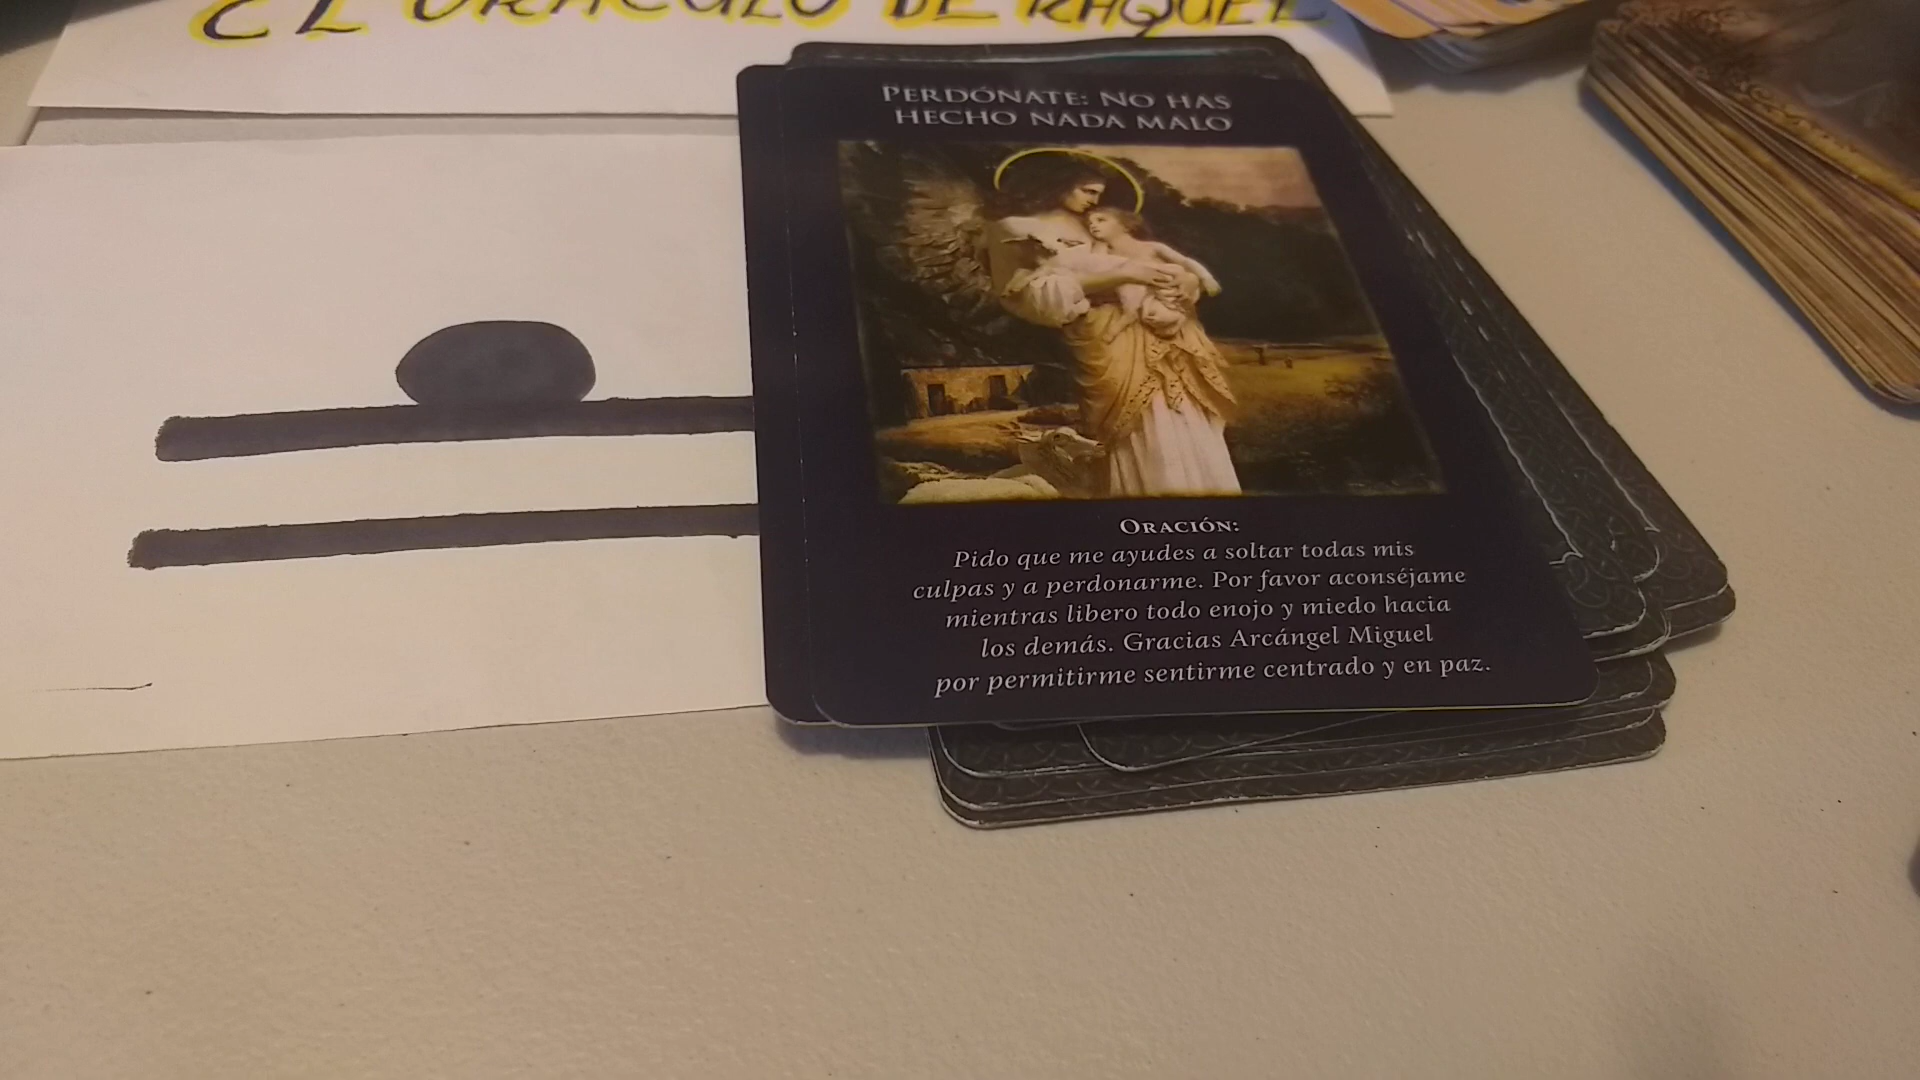 EL ORACULO DE RAQUEL
PERDÓNATE: NO HAS
HECHO NADA MALO
ORACIÓN:
Pido que me ayudes a soltar todas mis
culpas y a perdonarme. Por favor aconséjame
mientras libero todo enojo y miedo hacia
los demás. Gracias Arcángel Miguel
por permitirme sentirme centrado y en paz.